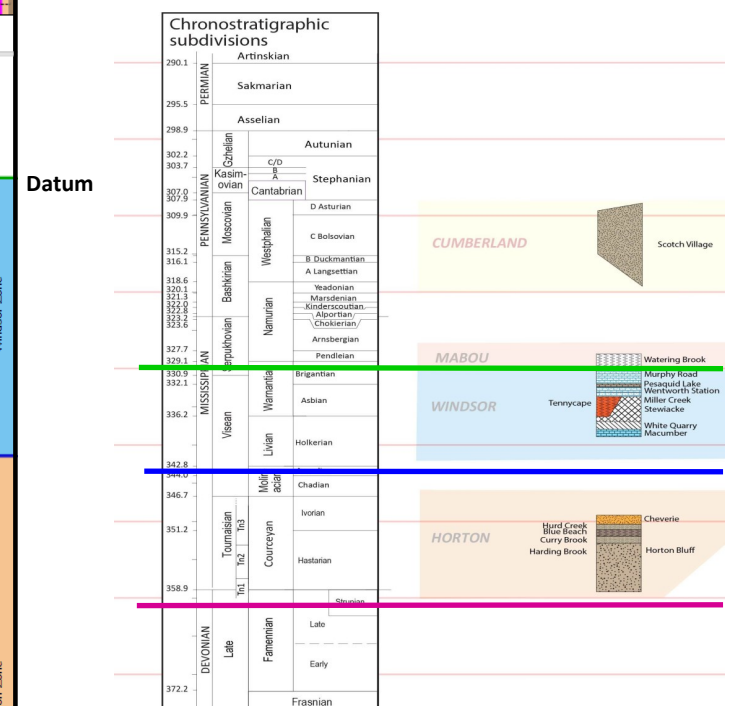 Chronostratigraphic
subdivisions
Datum
290.1
295.5
298.9
302.2
303.7
307.0
307.9
309.9
315.2
316.1
318.6
320.1
321.3
322.0
322.8
323.2
323.6
327.7
329.1
330.9
332.1
336.2
342.8
344.0
346.7
351.2
358.9
372.2
PERMIAN
PENNSYLVANIAN
MISSISSIPPIAN
DEVONIAN
Artinskian
Sakmarian
Asselian
Gzhelian
Kasim-
ovian
Moscovian
Bashkirian
Serpukhovian
Visean
Tournaisian
Tn3
Tn2
Tn1
Late
Autunian
C/D
B
A
Stephanian
Cantabrian
Westphalian
Namurian
Warnantian
Livian
Molin
acian
Courceyan
Famennian
D Asturian
C Bolsovian
B Duckmantian
A Langsettian
Yeadonian
Marsdenian
Kinderscoutian
Alportian
Chokierian
Arnsbergian
Pendleian
Brigantian
Asbian
Holkerian
Chadian
Ivorian
Hastarian
Strunian
Late
Early
Frasnian
CUMBERLAND
Scotch Village
MABOU
Watering Brook
WINDSOR
Murphy Road
Pesaquid Lake
Wentworth Station
Tennycape
Miller Creek
Stewiacke
White Quarry
Macumber
HORTON
Cheverie
Hurd Creek
Blue Beach
Curry Brook
Harding Brook
Horton Bluff